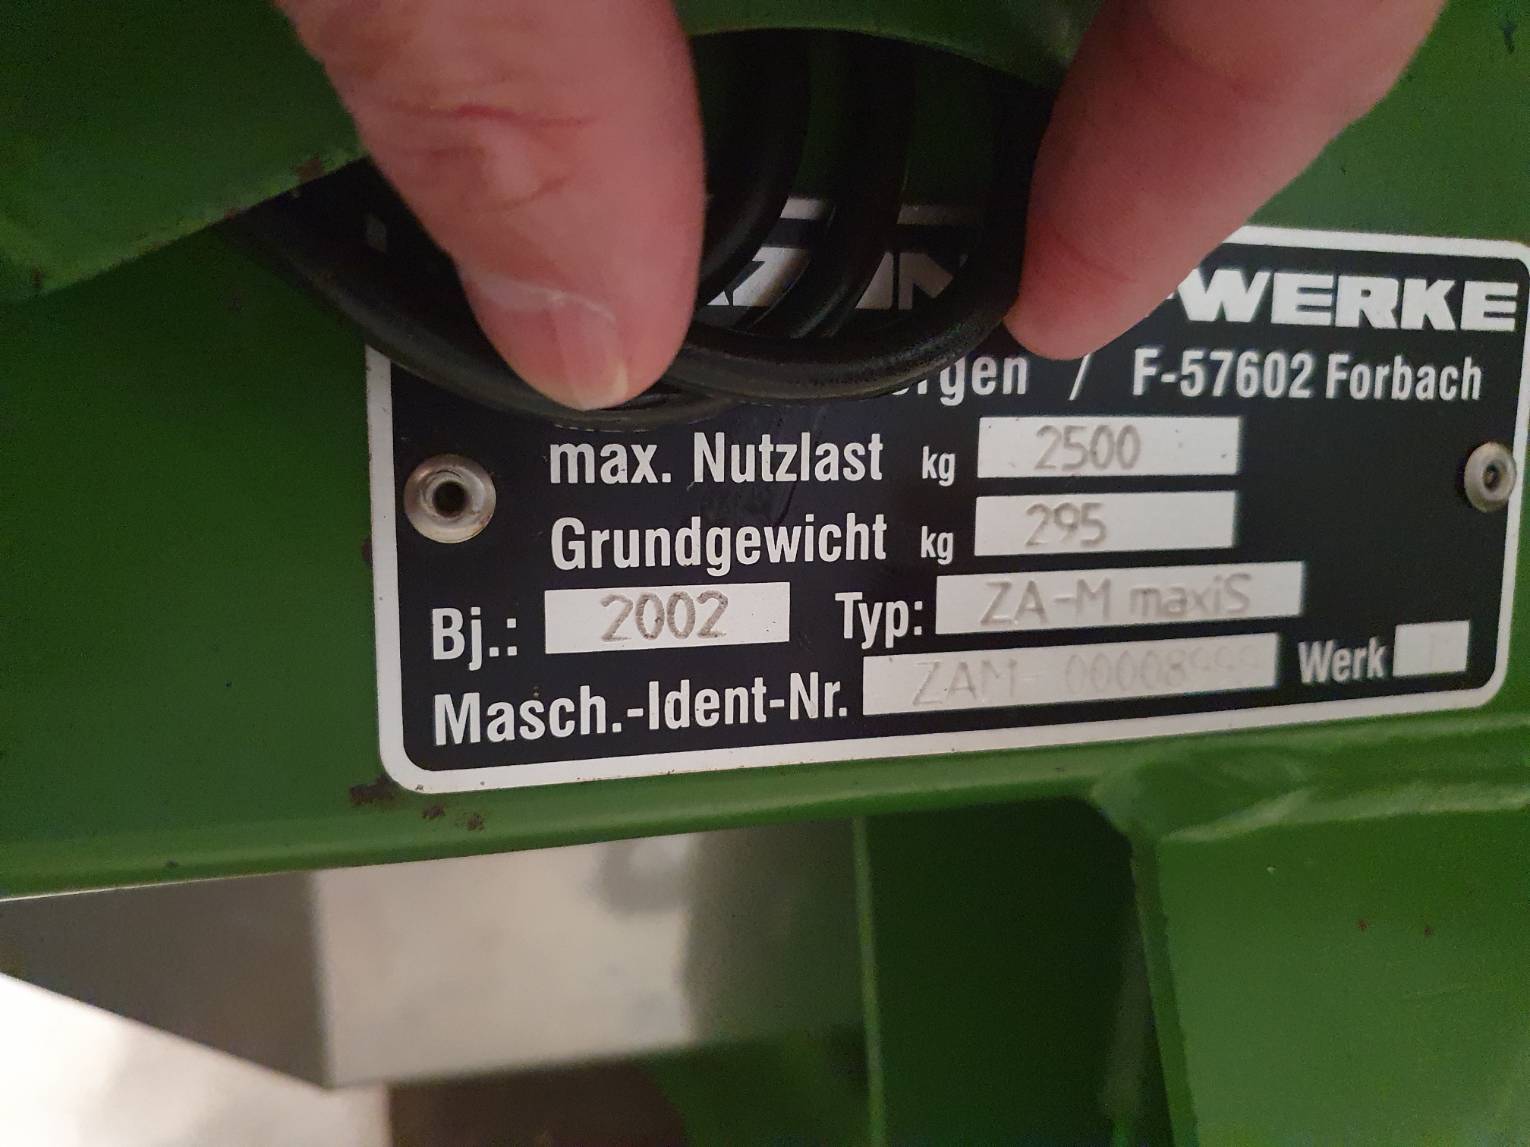 -WERKE
rgen / F-57602 Forbach
max. Nutzlast kg 2500
Grundgewicht kg 295
Bj.: 2002 Typ: ZA-M maxiS
Masch.-Ident-Nr. Werk